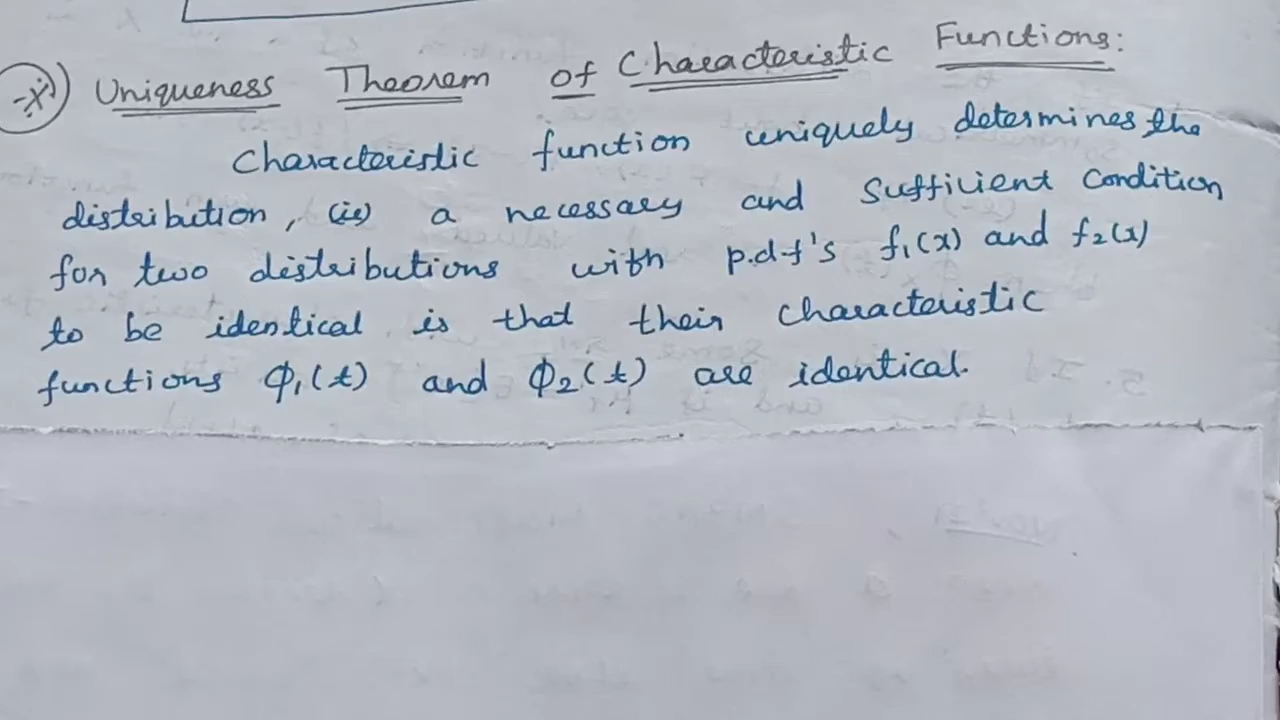 Uniqueness Theorem of Characteristic Functions:
Characteristic function uniquely determines the
distribution, (ie) a necessary and sufficient condition
for two distributions with p.d.f's f₁(x) and f₂(x)
to be identical is that their characteristic
functions φ₁(t) and φ₂(t) are identical.